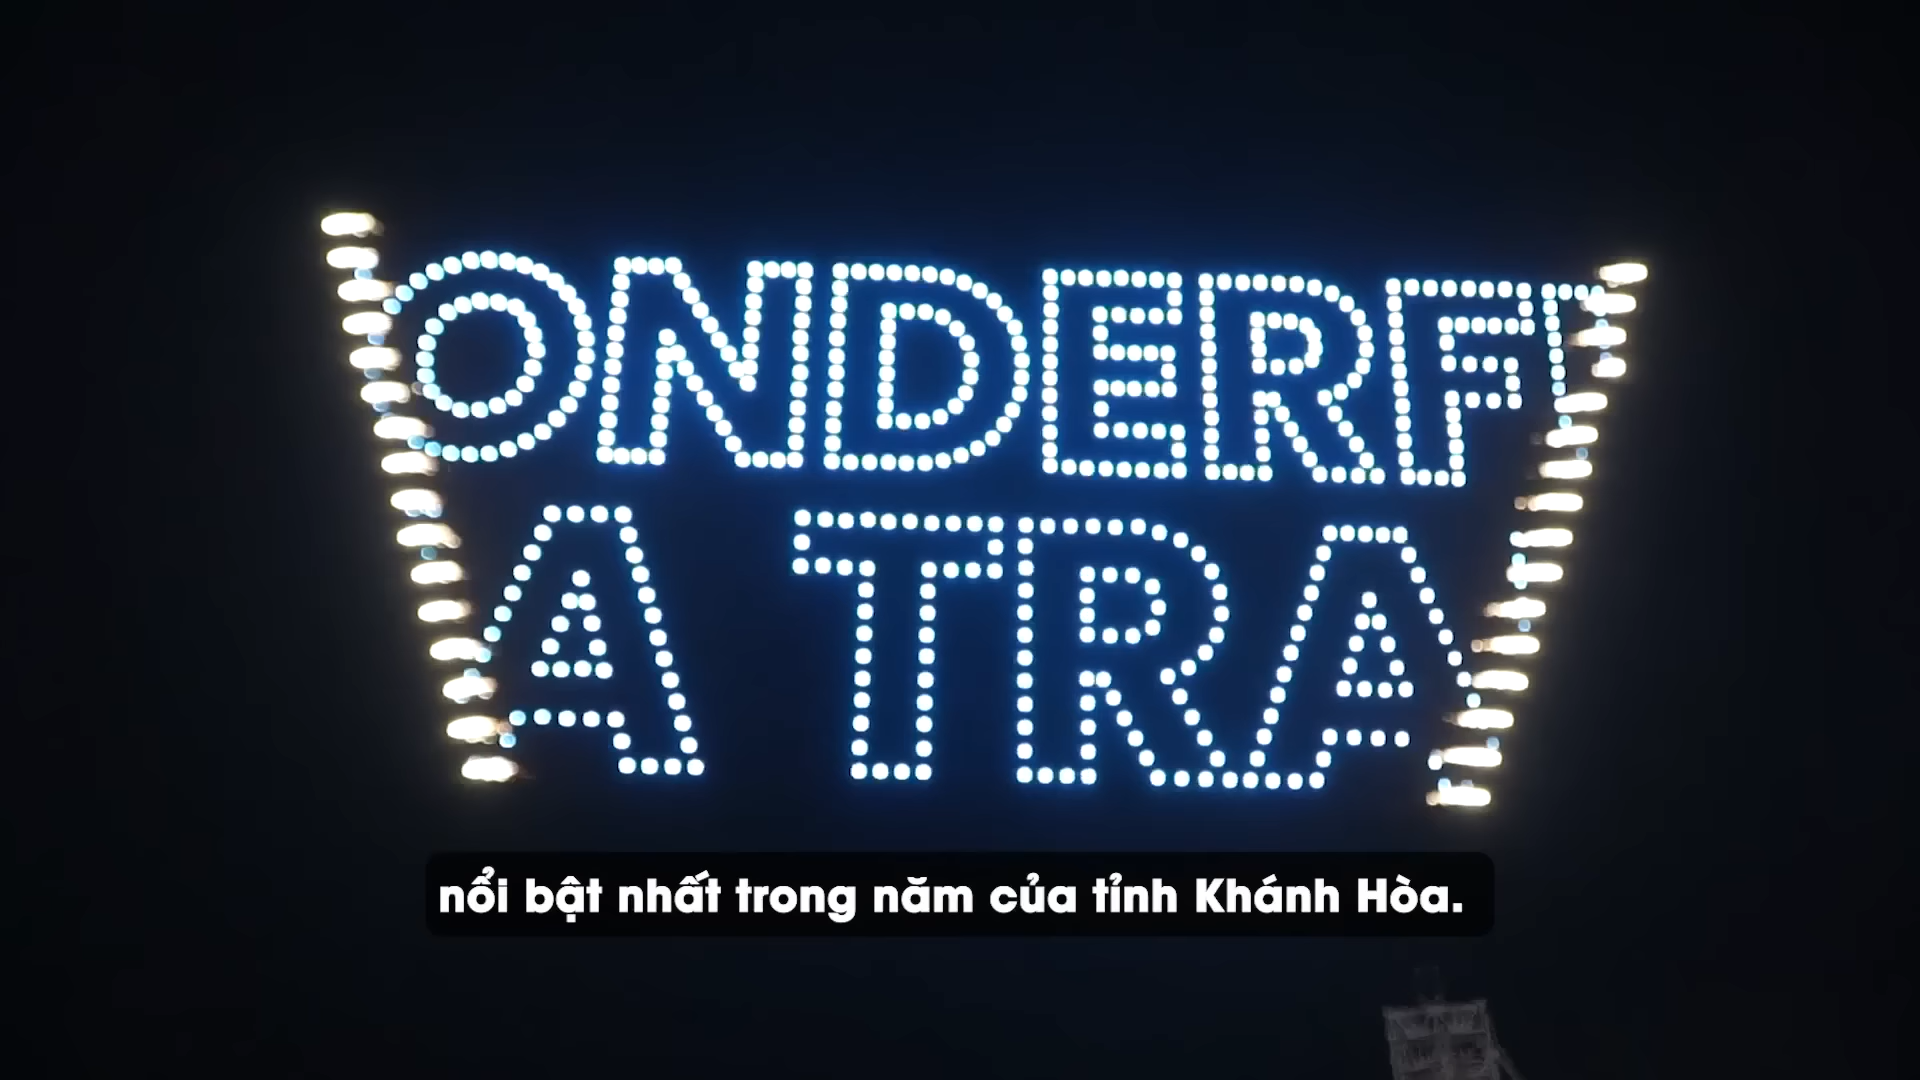 ONDERF
A TRA
nổi bật nhất trong năm của tỉnh Khánh Hòa.